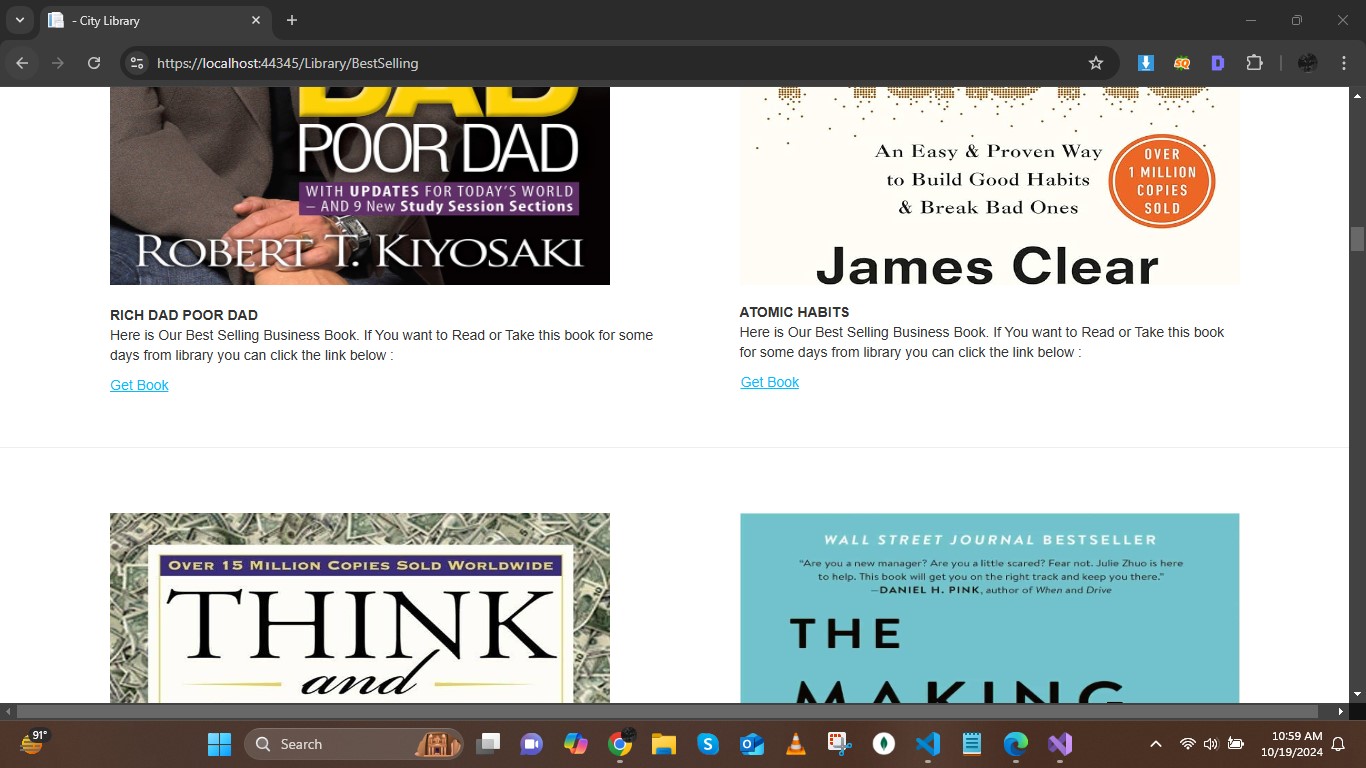 - City Library
https://localhost:44345/Library/BestSelling
DAD
POOR DAD
WITH UPDATES FOR TODAY'S WORLD
– AND 9 New Study Session Sections
ROBERT T. KIYOSAKI
An Easy & Proven Way
to Build Good Habits
& Break Bad Ones
OVER
1 MILLION
COPIES
SOLD
James Clear
RICH DAD POOR DAD
Here is Our Best Selling Business Book. If You want to Read or Take this book for some
days from library you can click the link below :
Get Book
ATOMIC HABITS
Here is Our Best Selling Business Book. If You want to Read or Take this book
for some days from library you can click the link below :
Get Book
OVER 15 MILLION COPIES SOLD WORLDWIDE
THINK
and
WALL STREET JOURNAL BESTSELLER
"Are you a new manager? Are you a little scared? Fear not. Julie Zhuo is here
to help. This book will get you on the right track and keep you there."
—DANIEL H. PINK, author of When and Drive
THE
MAKING
91°
Search
10:59 AM
10/19/2024